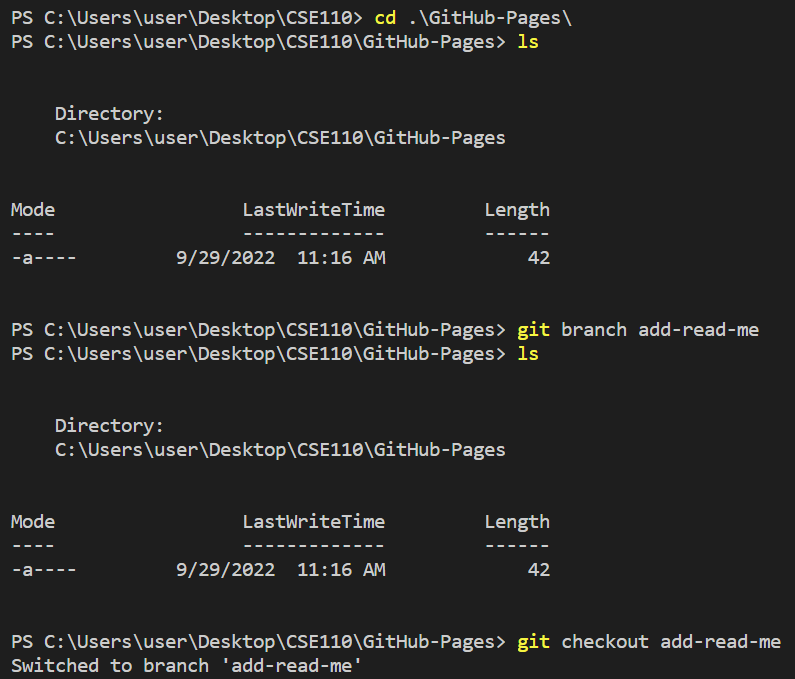 PS C:\Users\user\Desktop\CSE110> cd .\GitHub-Pages\
PS C:\Users\user\Desktop\CSE110\GitHub-Pages> ls
Directory:
C:\Users\user\Desktop\CSE110\GitHub-Pages
Mode LastWriteTime Length
---- ------------- ------
-a---- 9/29/2022 11:16 AM 42
PS C:\Users\user\Desktop\CSE110\GitHub-Pages> git branch add-read-me
PS C:\Users\user\Desktop\CSE110\GitHub-Pages> ls
Directory:
C:\Users\user\Desktop\CSE110\GitHub-Pages
Mode LastWriteTime Length
---- ------------- ------
-a---- 9/29/2022 11:16 AM 42
PS C:\Users\user\Desktop\CSE110\GitHub-Pages> git checkout add-read-me
Switched to branch 'add-read-me'